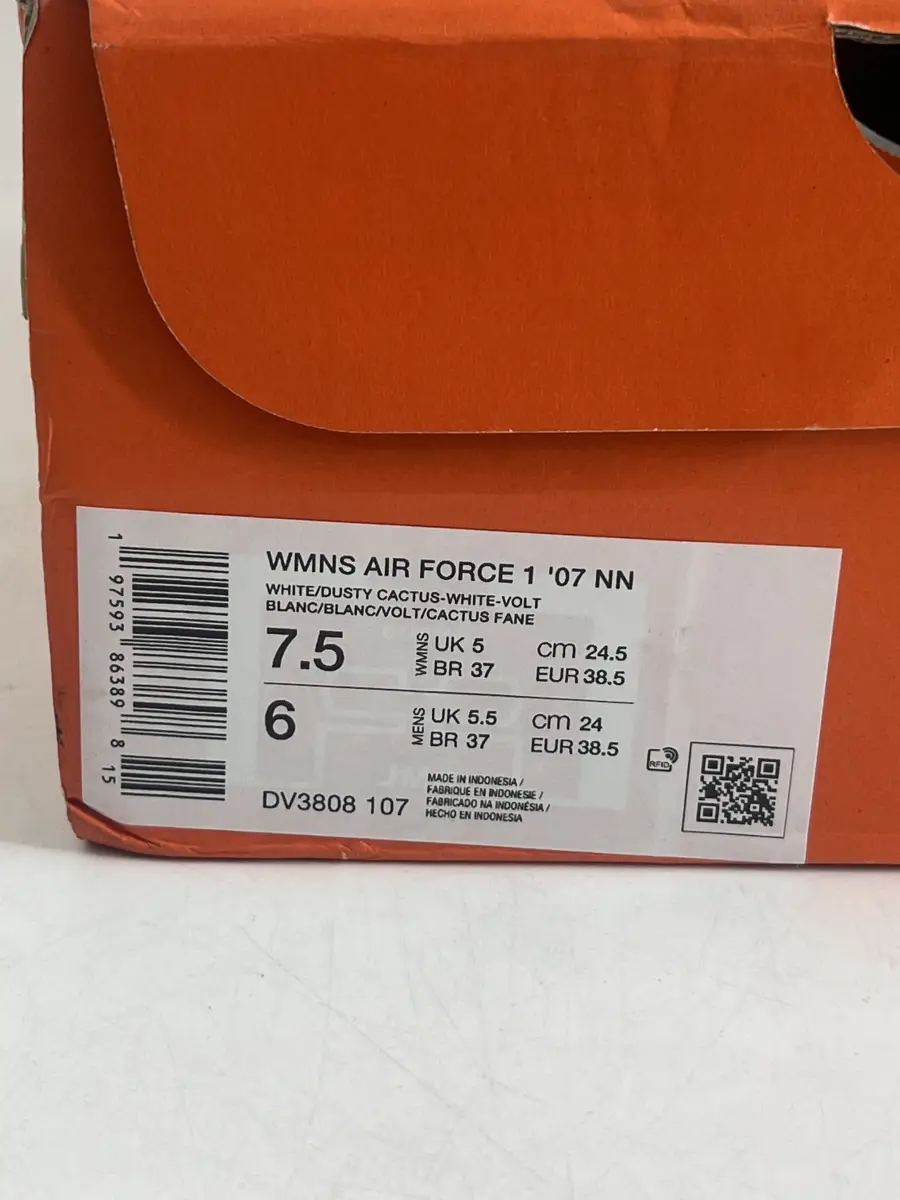 1 97593 86389 8 15
WMNS AIR FORCE 1 '07 NN
WHITE/DUSTY CACTUS-WHITE-VOLT
BLANC/BLANC/VOLT/CACTUS FANE
7.5 WMNS UK 5 cm 24.5
BR 37 EUR 38.5
6 MENS UK 5.5 cm 24
BR 37 EUR 38.5
MADE IN INDONESIA /
FABRIQUE EN INDONESIE /
FABRICADO NA INDONÉSIA /
HECHO EN INDONESIA
DV3808 107
RFID